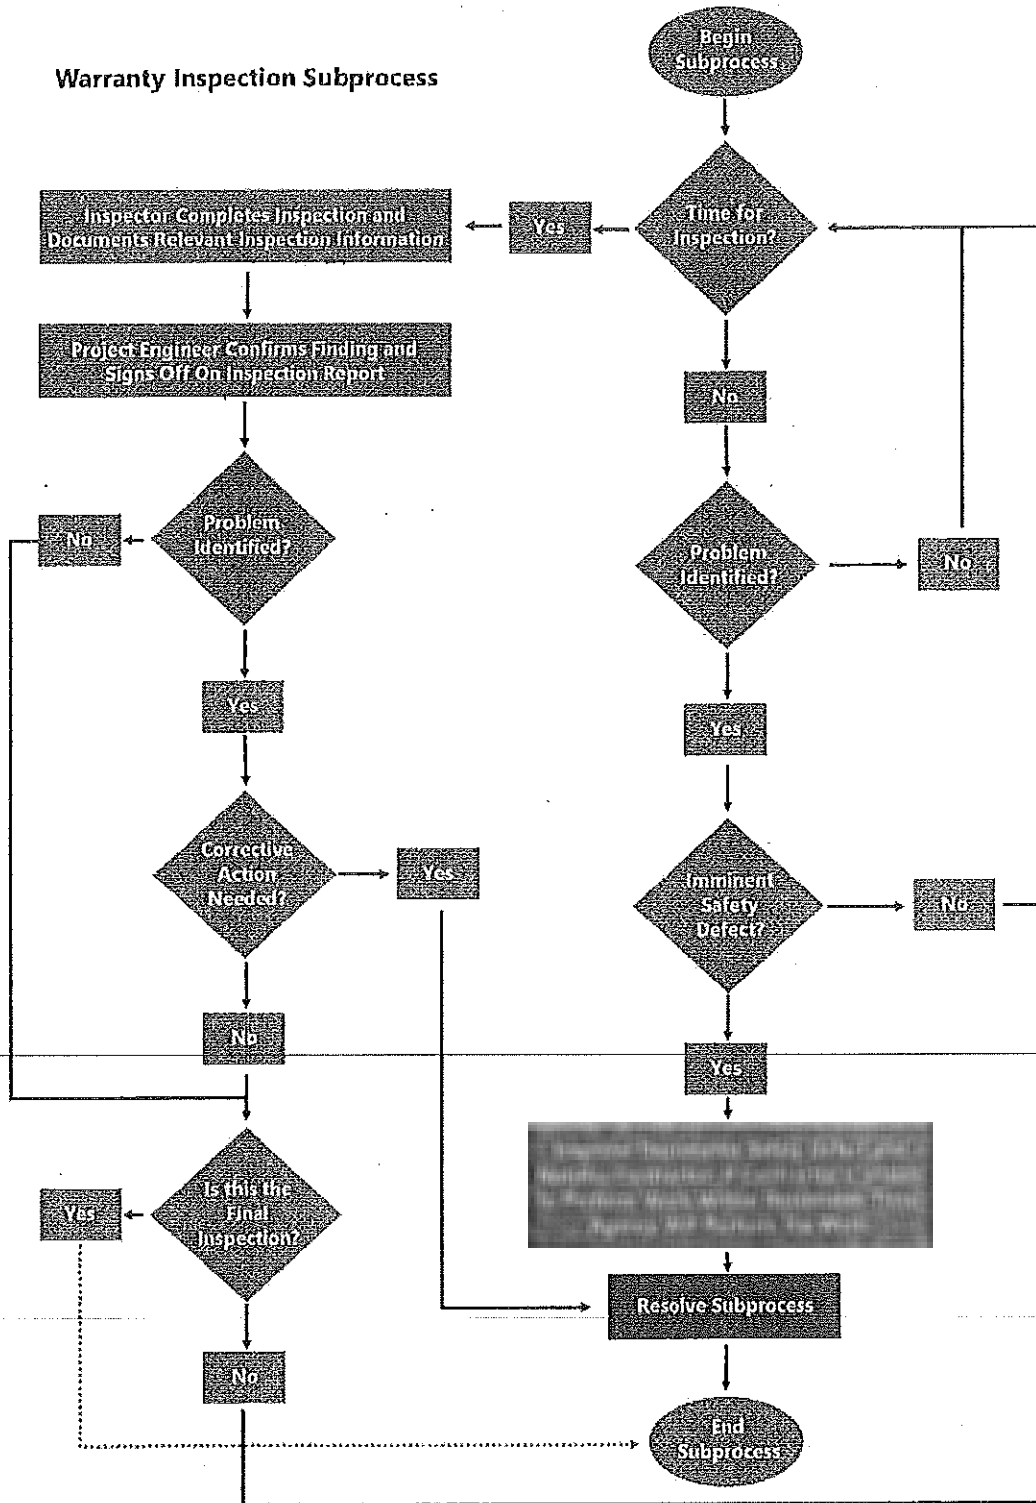 Warranty Inspection Subprocess
Begin
Subprocess
Time for
Inspection?
Yes
Inspector Completes Inspection and
Documents Relevant Inspection Information
Project Engineer Confirms Finding and
Signs Off On Inspection Report
No
Problem
Identified?
No
Problem
Identified?
No
Yes
Yes
Corrective
Action
Needed?
Yes
Imminent
Safety
Defect?
No
No
Yes
Is this the
Final
Inspection?
Yes
Resolve Subprocess
No
End
Subprocess